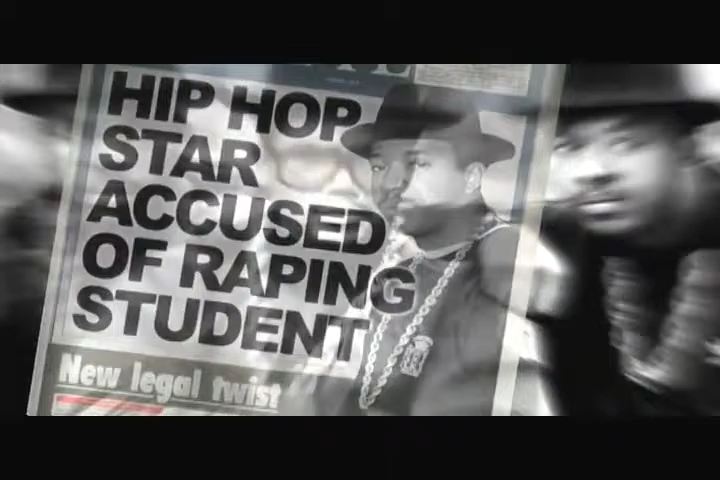 HIP HOP
STAR
ACCUSED
OF RAPING
STUDENT
New legal twist